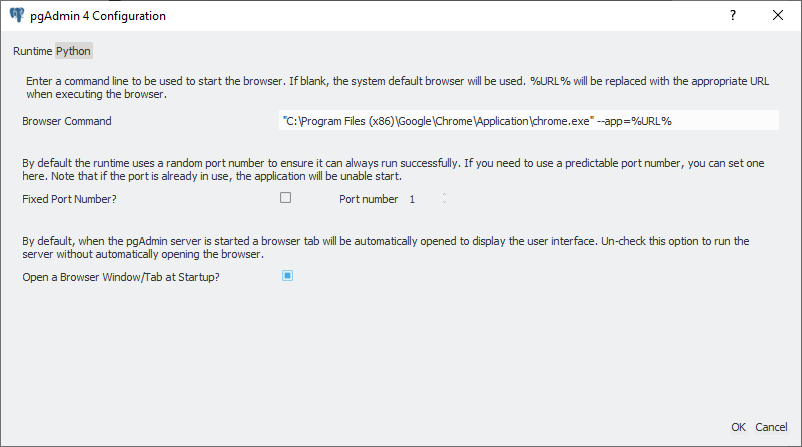 pgAdmin 4 Configuration
?
Runtime Python
Enter a command line to be used to start the browser. If blank, the system default browser will be used. %URL% will be replaced with the appropriate URL
when executing the browser.
Browser Command "C:\Program Files (x86)\Google\Chrome\Application\chrome.exe" --app=%URL%
By default the runtime uses a random port number to ensure it can always run successfully. If you need to use a predictable port number, you can set one
here. Note that if the port is already in use, the application will be unable start.
Fixed Port Number? Port number 1
By default, when the pgAdmin server is started a browser tab will be automatically opened to display the user interface. Un-check this option to run the
server without automatically opening the browser.
Open a Browser Window/Tab at Startup?
OK Cancel